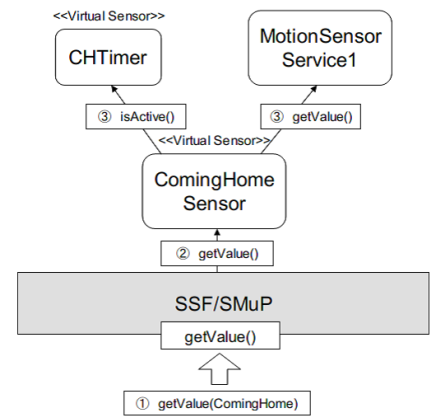 <<Virtual Sensor>>
CHTimer
MotionSensor
Service1
③ isActive()
③ getValue()
<<Virtual Sensor>>
ComingHome
Sensor
② getValue()
SSF/SMuP
getValue()
① getValue(ComingHome)